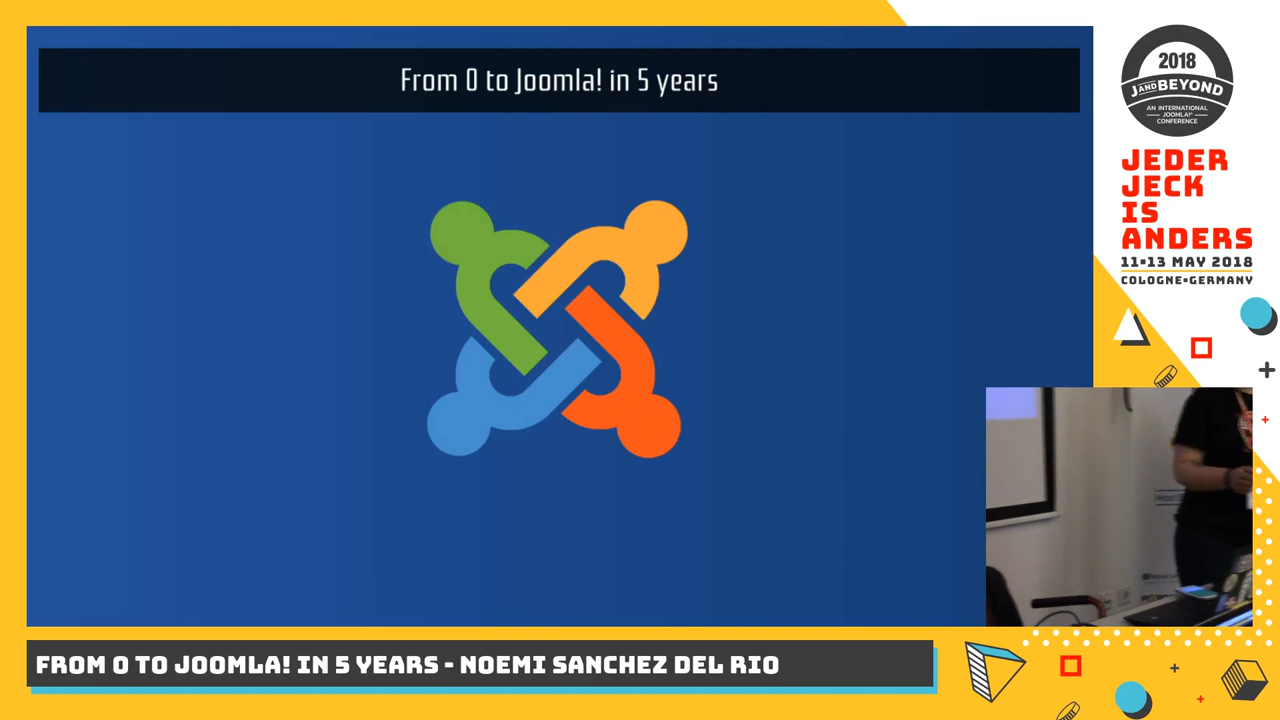 From 0 to Joomla! in 5 years
2018
J AND BEYOND
AN INTERNATIONAL
JOOMLA!®
CONFERENCE
JEDER
JECK
IS
ANDERS
11-13 MAY 2018
COLOGNE-GERMANY
FROM 0 TO JOOMLA! IN 5 YEARS - NOEMI SANCHEZ DEL RIO